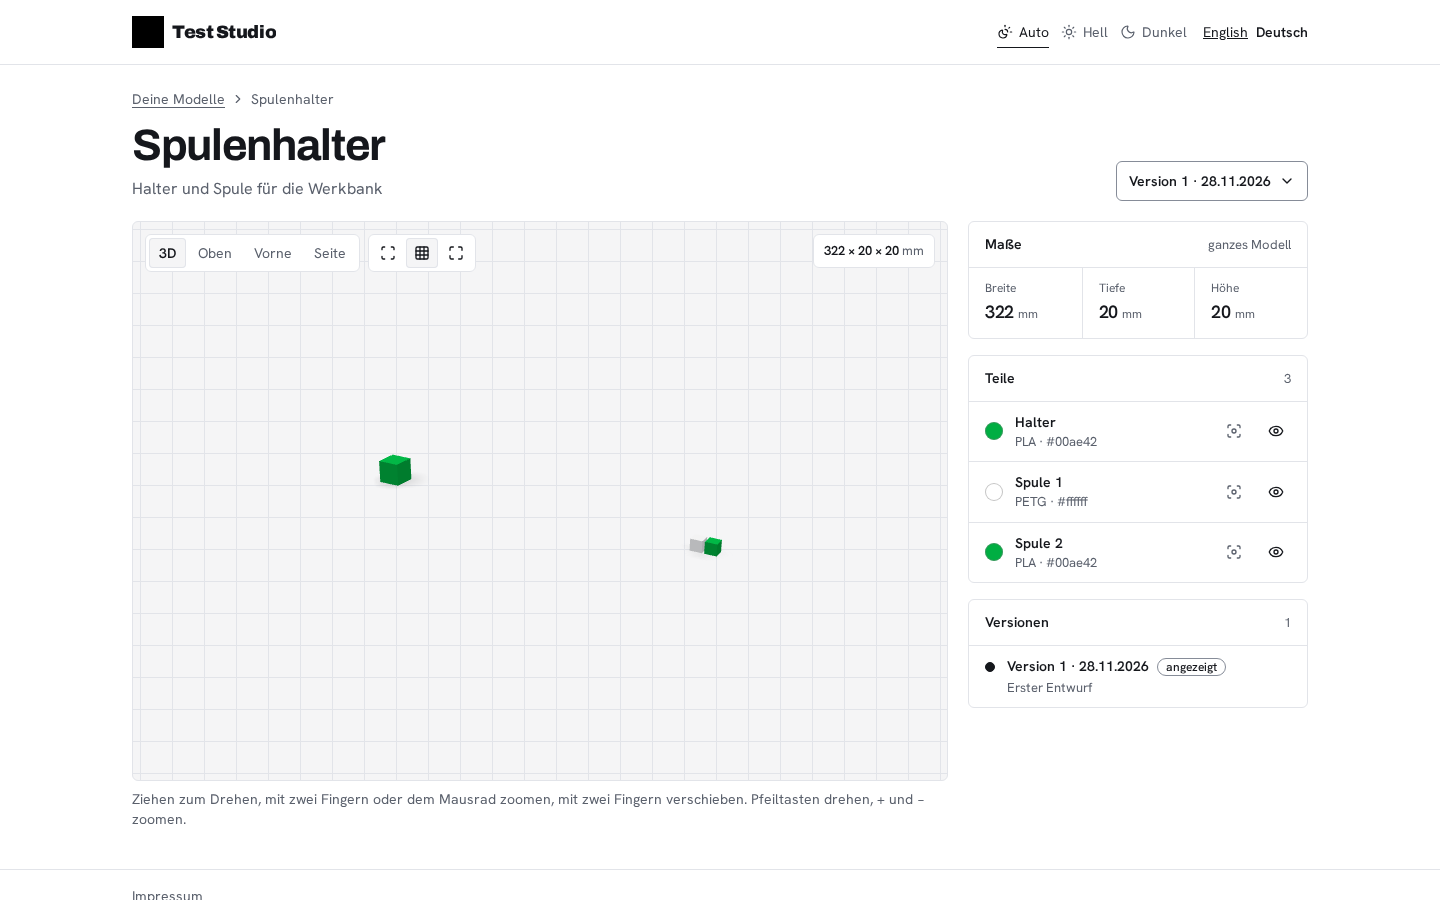 Test Studio
Auto
Hell
Dunkel
English
Deutsch
Deine Modelle
Spulenhalter
Spulenhalter
Halter und Spule für die Werkbank
Version 1 · 28.11.2026
3D
Oben
Vorne
Seite
322 × 20 × 20 mm
Maße
ganzes Modell
Breite
322 mm
Tiefe
20 mm
Höhe
20 mm
Teile
3
Halter
PLA · #00ae42
Spule 1
PETG · #ffffff
Spule 2
PLA · #00ae42
Versionen
1
Version 1 · 28.11.2026
angezeigt
Erster Entwurf
Ziehen zum Drehen, mit zwei Fingern oder dem Mausrad zoomen, mit zwei Fingern verschieben. Pfeiltasten drehen, + und −
zoomen.
Impressum